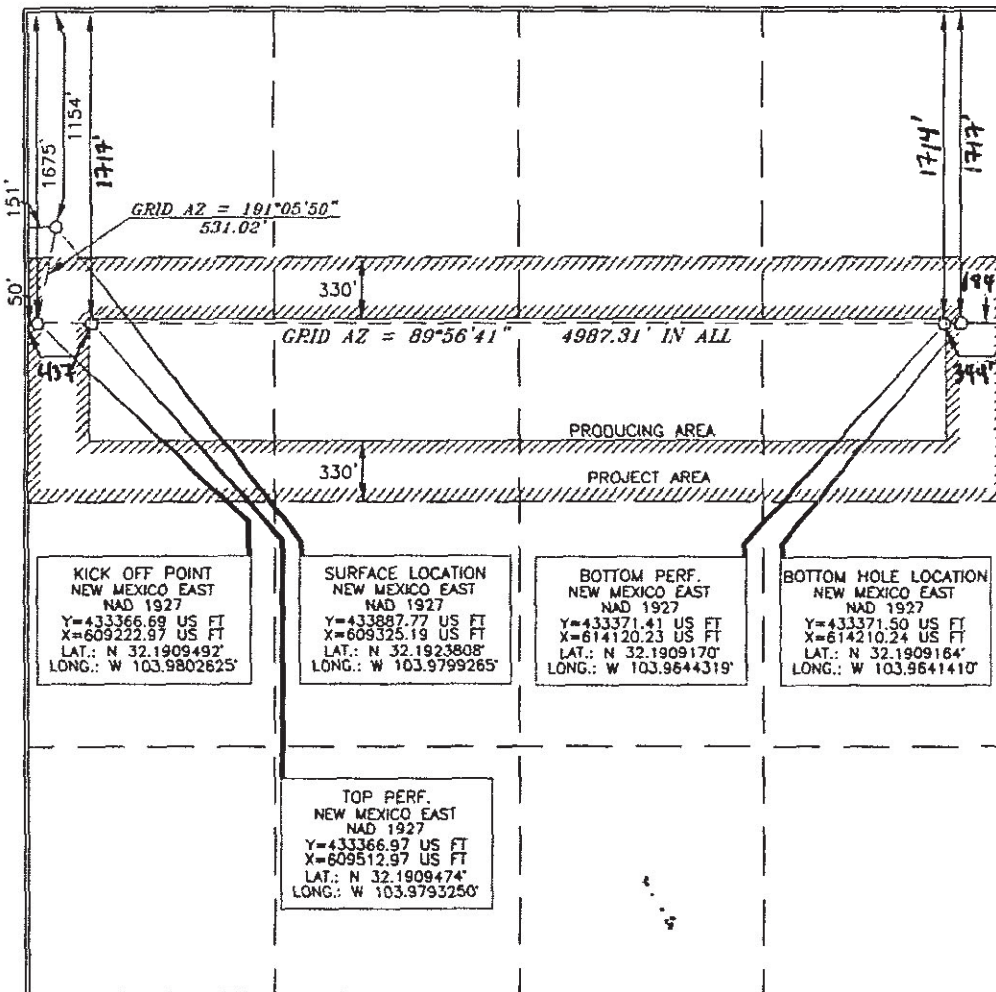 1154'
1675'
1717'
1714'
1717'
151'
GRID AZ = 191°05'50"
531.02'
50'
330'
184'
GRID AZ = 89°56'41" 4987.31' IN ALL
437'
344'
PRODUCING AREA
330'
PROJECT AREA
KICK OFF POINT
NEW MEXICO EAST
NAD 1927
Y=433366.69 US FT
X=609222.97 US FT
LAT.: N 32.1909492°
LONG.: W 103.9802625°
SURFACE LOCATION
NEW MEXICO EAST
NAD 1927
Y=433887.77 US FT
X=609325.19 US FT
LAT.: N 32.1923808°
LONG.: W 103.9799265°
BOTTOM PERF.
NEW MEXICO EAST
NAD 1927
Y=433371.41 US FT
X=614120.23 US FT
LAT.: N 32.1909170°
LONG.: W 103.9644319°
BOTTOM HOLE LOCATION
NEW MEXICO EAST
NAD 1927
Y=433371.50 US FT
X=614210.24 US FT
LAT.: N 32.1909164°
LONG.: W 103.9641410°
TOP PERF.
NEW MEXICO EAST
NAD 1927
Y=433366.97 US FT
X=609512.97 US FT
LAT.: N 32.1909474°
LONG.: W 103.9793250°